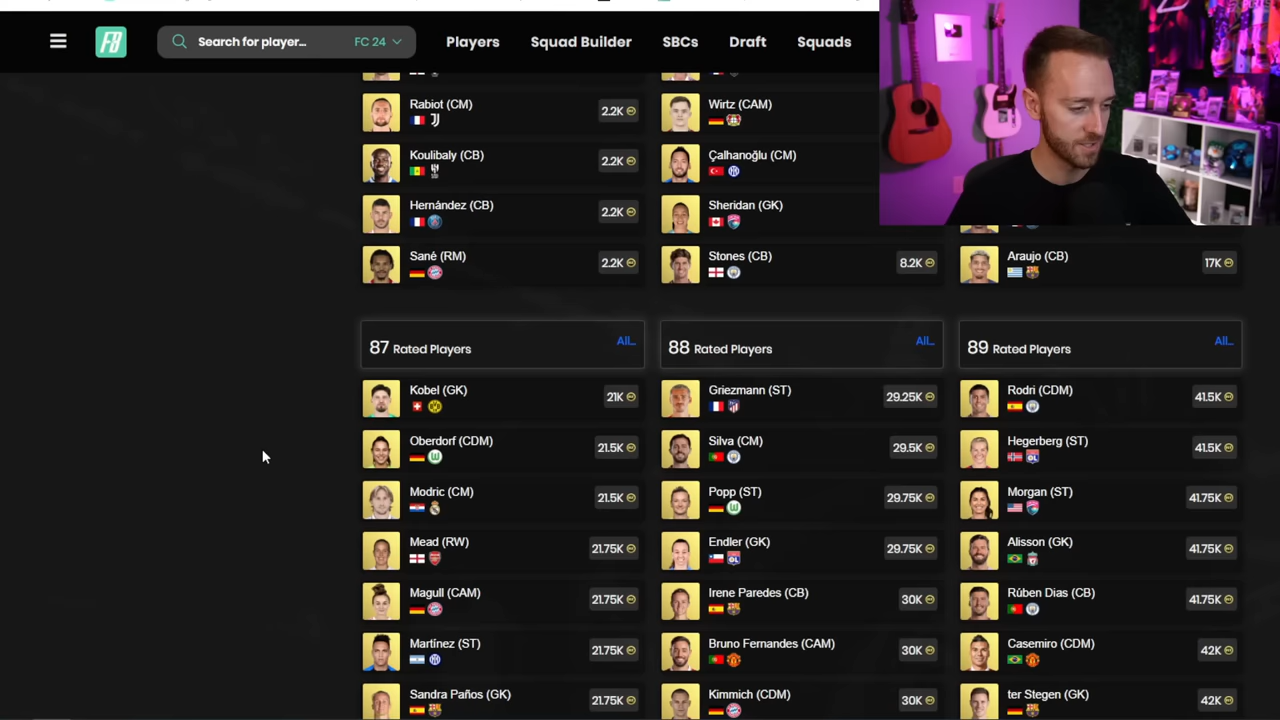 FB
Search for player...
FC 24
Players
Squad Builder
SBCs
Draft
Squads
Rabiot (CM)
2.2K
Wirtz (CAM)
Koulibaly (CB)
2.2K
Çalhanoğlu (CM)
Hernández (CB)
2.2K
Sheridan (GK)
Sané (RM)
2.2K
Stones (CB)
8.2K
Araujo (CB)
17K
87 Rated Players
All...
88 Rated Players
All...
89 Rated Players
All...
Kobel (GK)
21K
Griezmann (ST)
29.25K
Rodri (CDM)
41.5K
Oberdorf (CDM)
21.5K
Silva (CM)
29.5K
Hegerberg (ST)
41.5K
Modric (CM)
21.5K
Popp (ST)
29.75K
Morgan (ST)
41.75K
Mead (RW)
21.75K
Endler (GK)
29.75K
Alisson (GK)
41.75K
Magull (CAM)
21.75K
Irene Paredes (CB)
30K
Rúben Dias (CB)
41.75K
Martínez (ST)
21.75K
Bruno Fernandes (CAM)
30K
Casemiro (CDM)
42K
Sandra Paños (GK)
21.75K
Kimmich (CDM)
30K
ter Stegen (GK)
42K